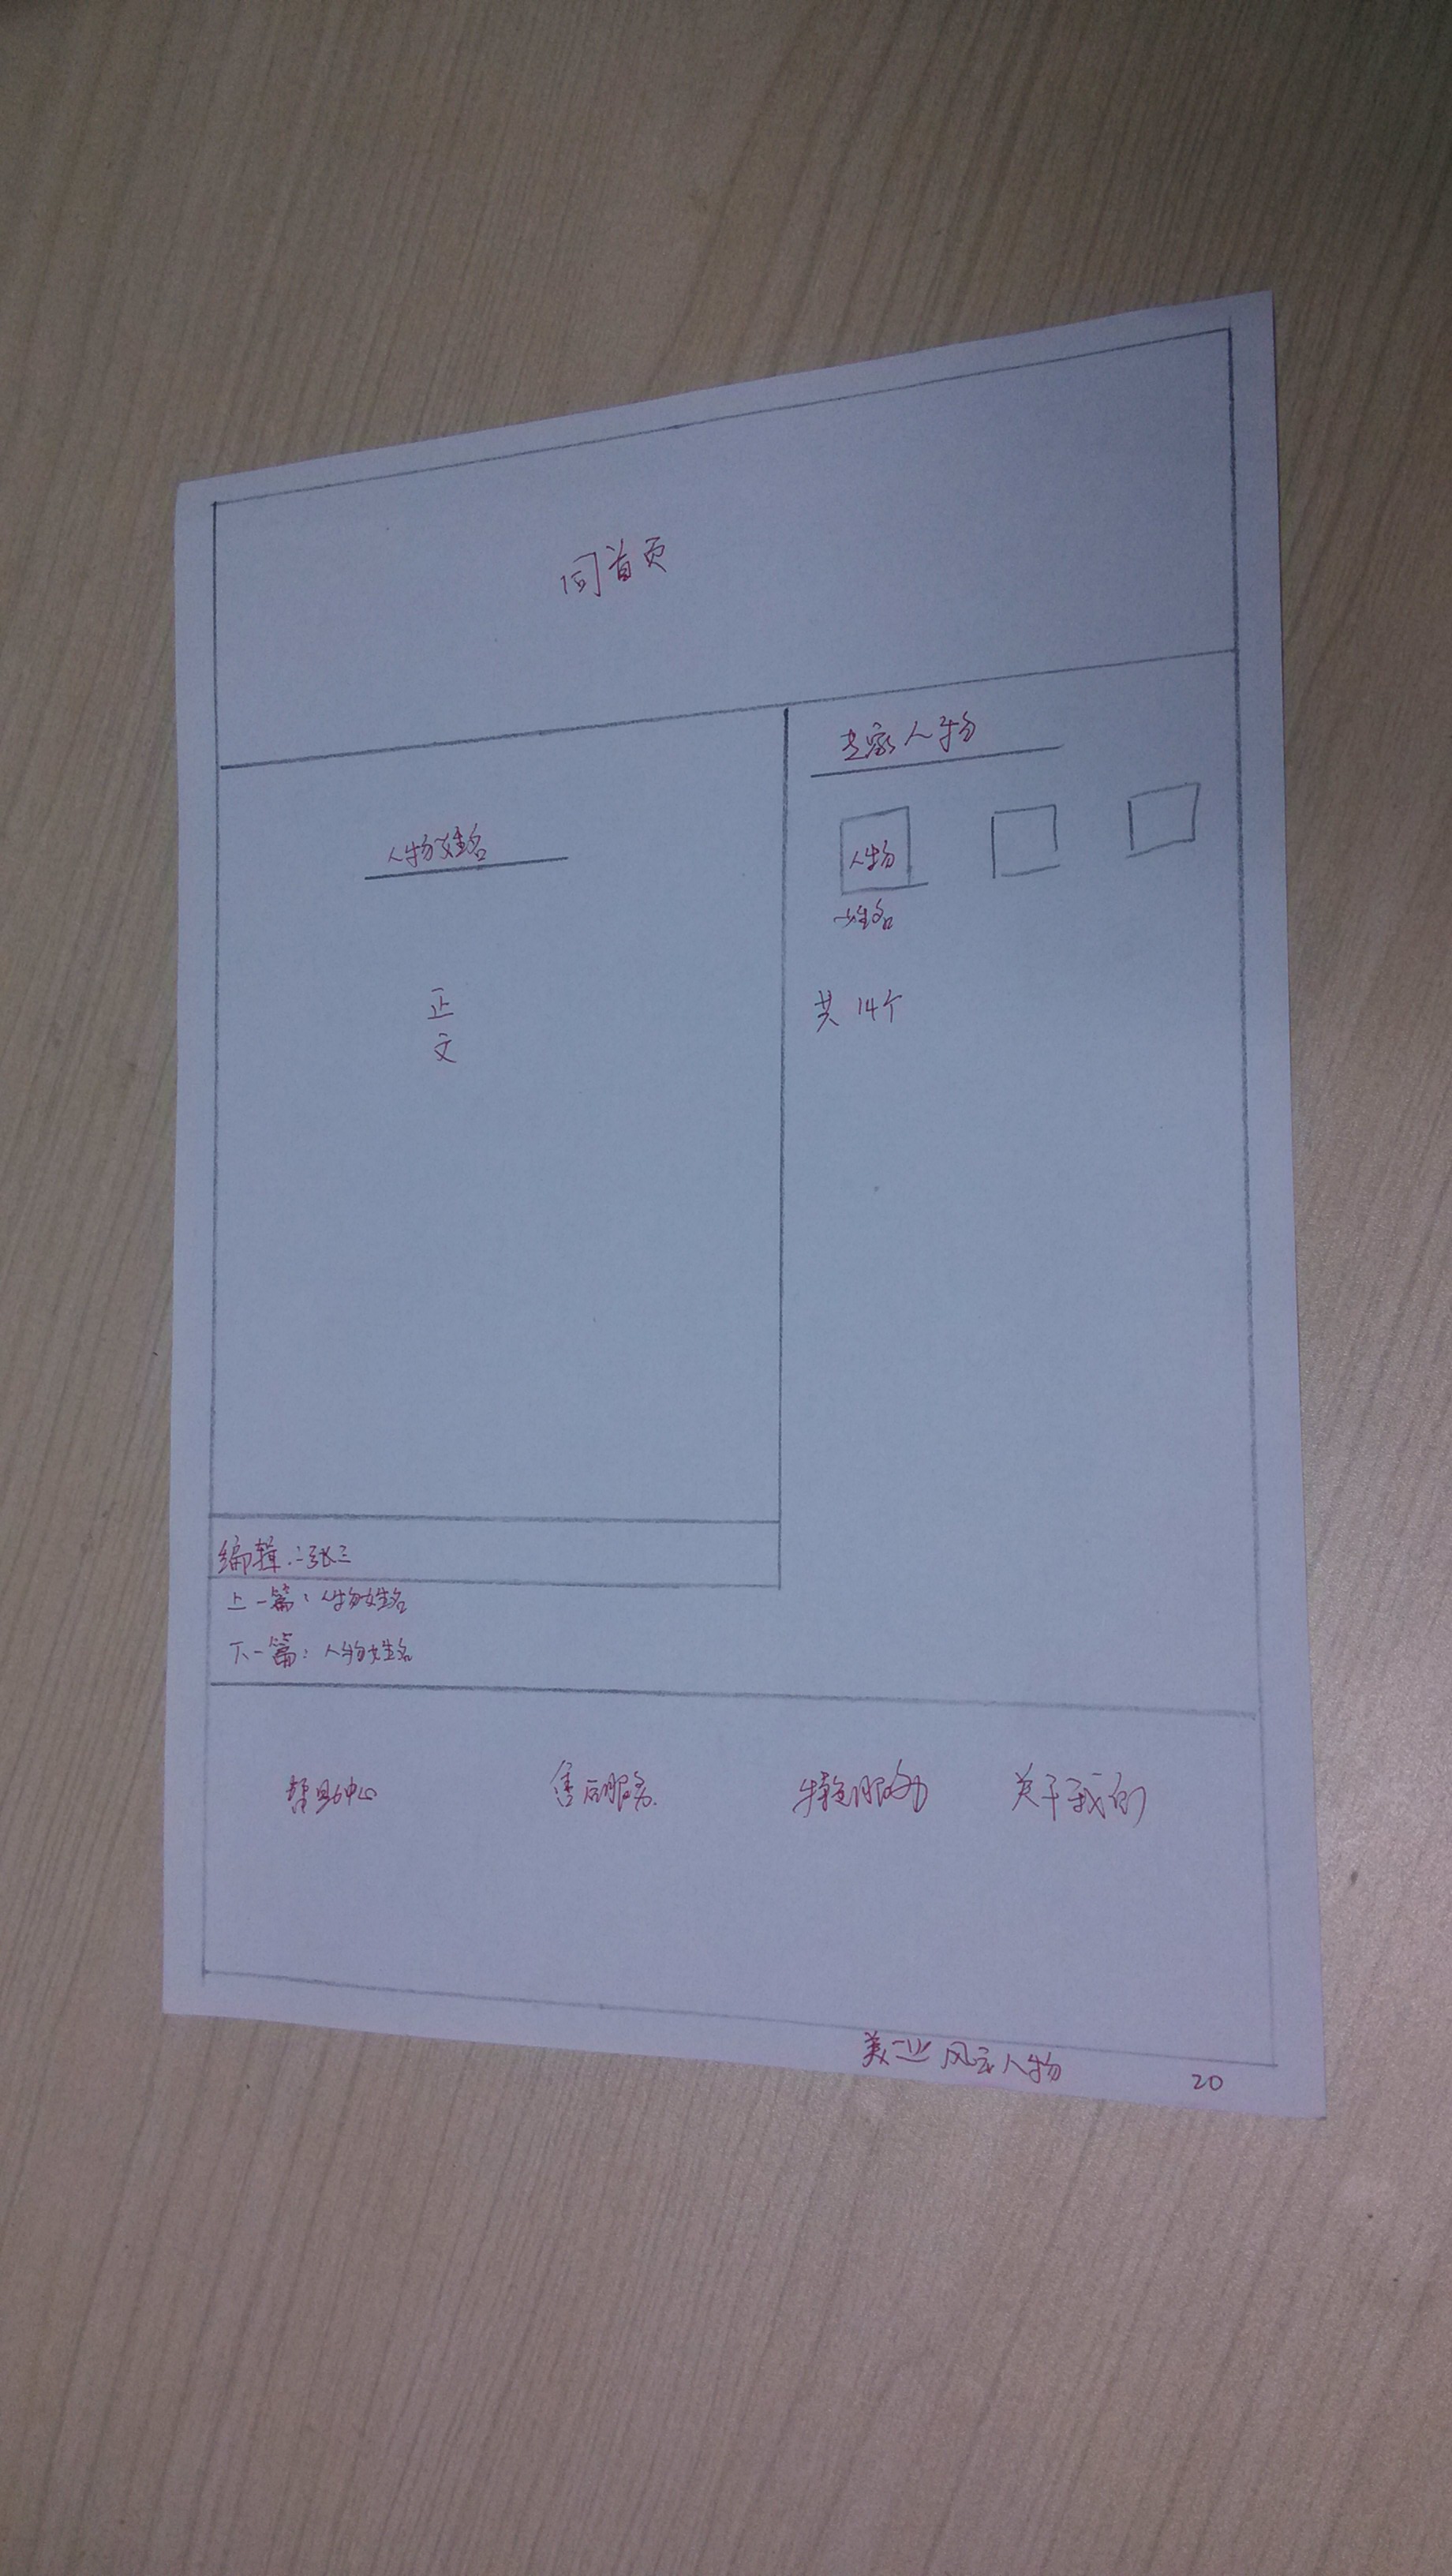 同首页
人物姓名
正
文
专家人物
人物
姓名
共 14个
编辑:张三
上一篇:人物姓名
下一篇:人物姓名
帮助中心
售后服务
特色服务
关于我们
美业风云人物
20